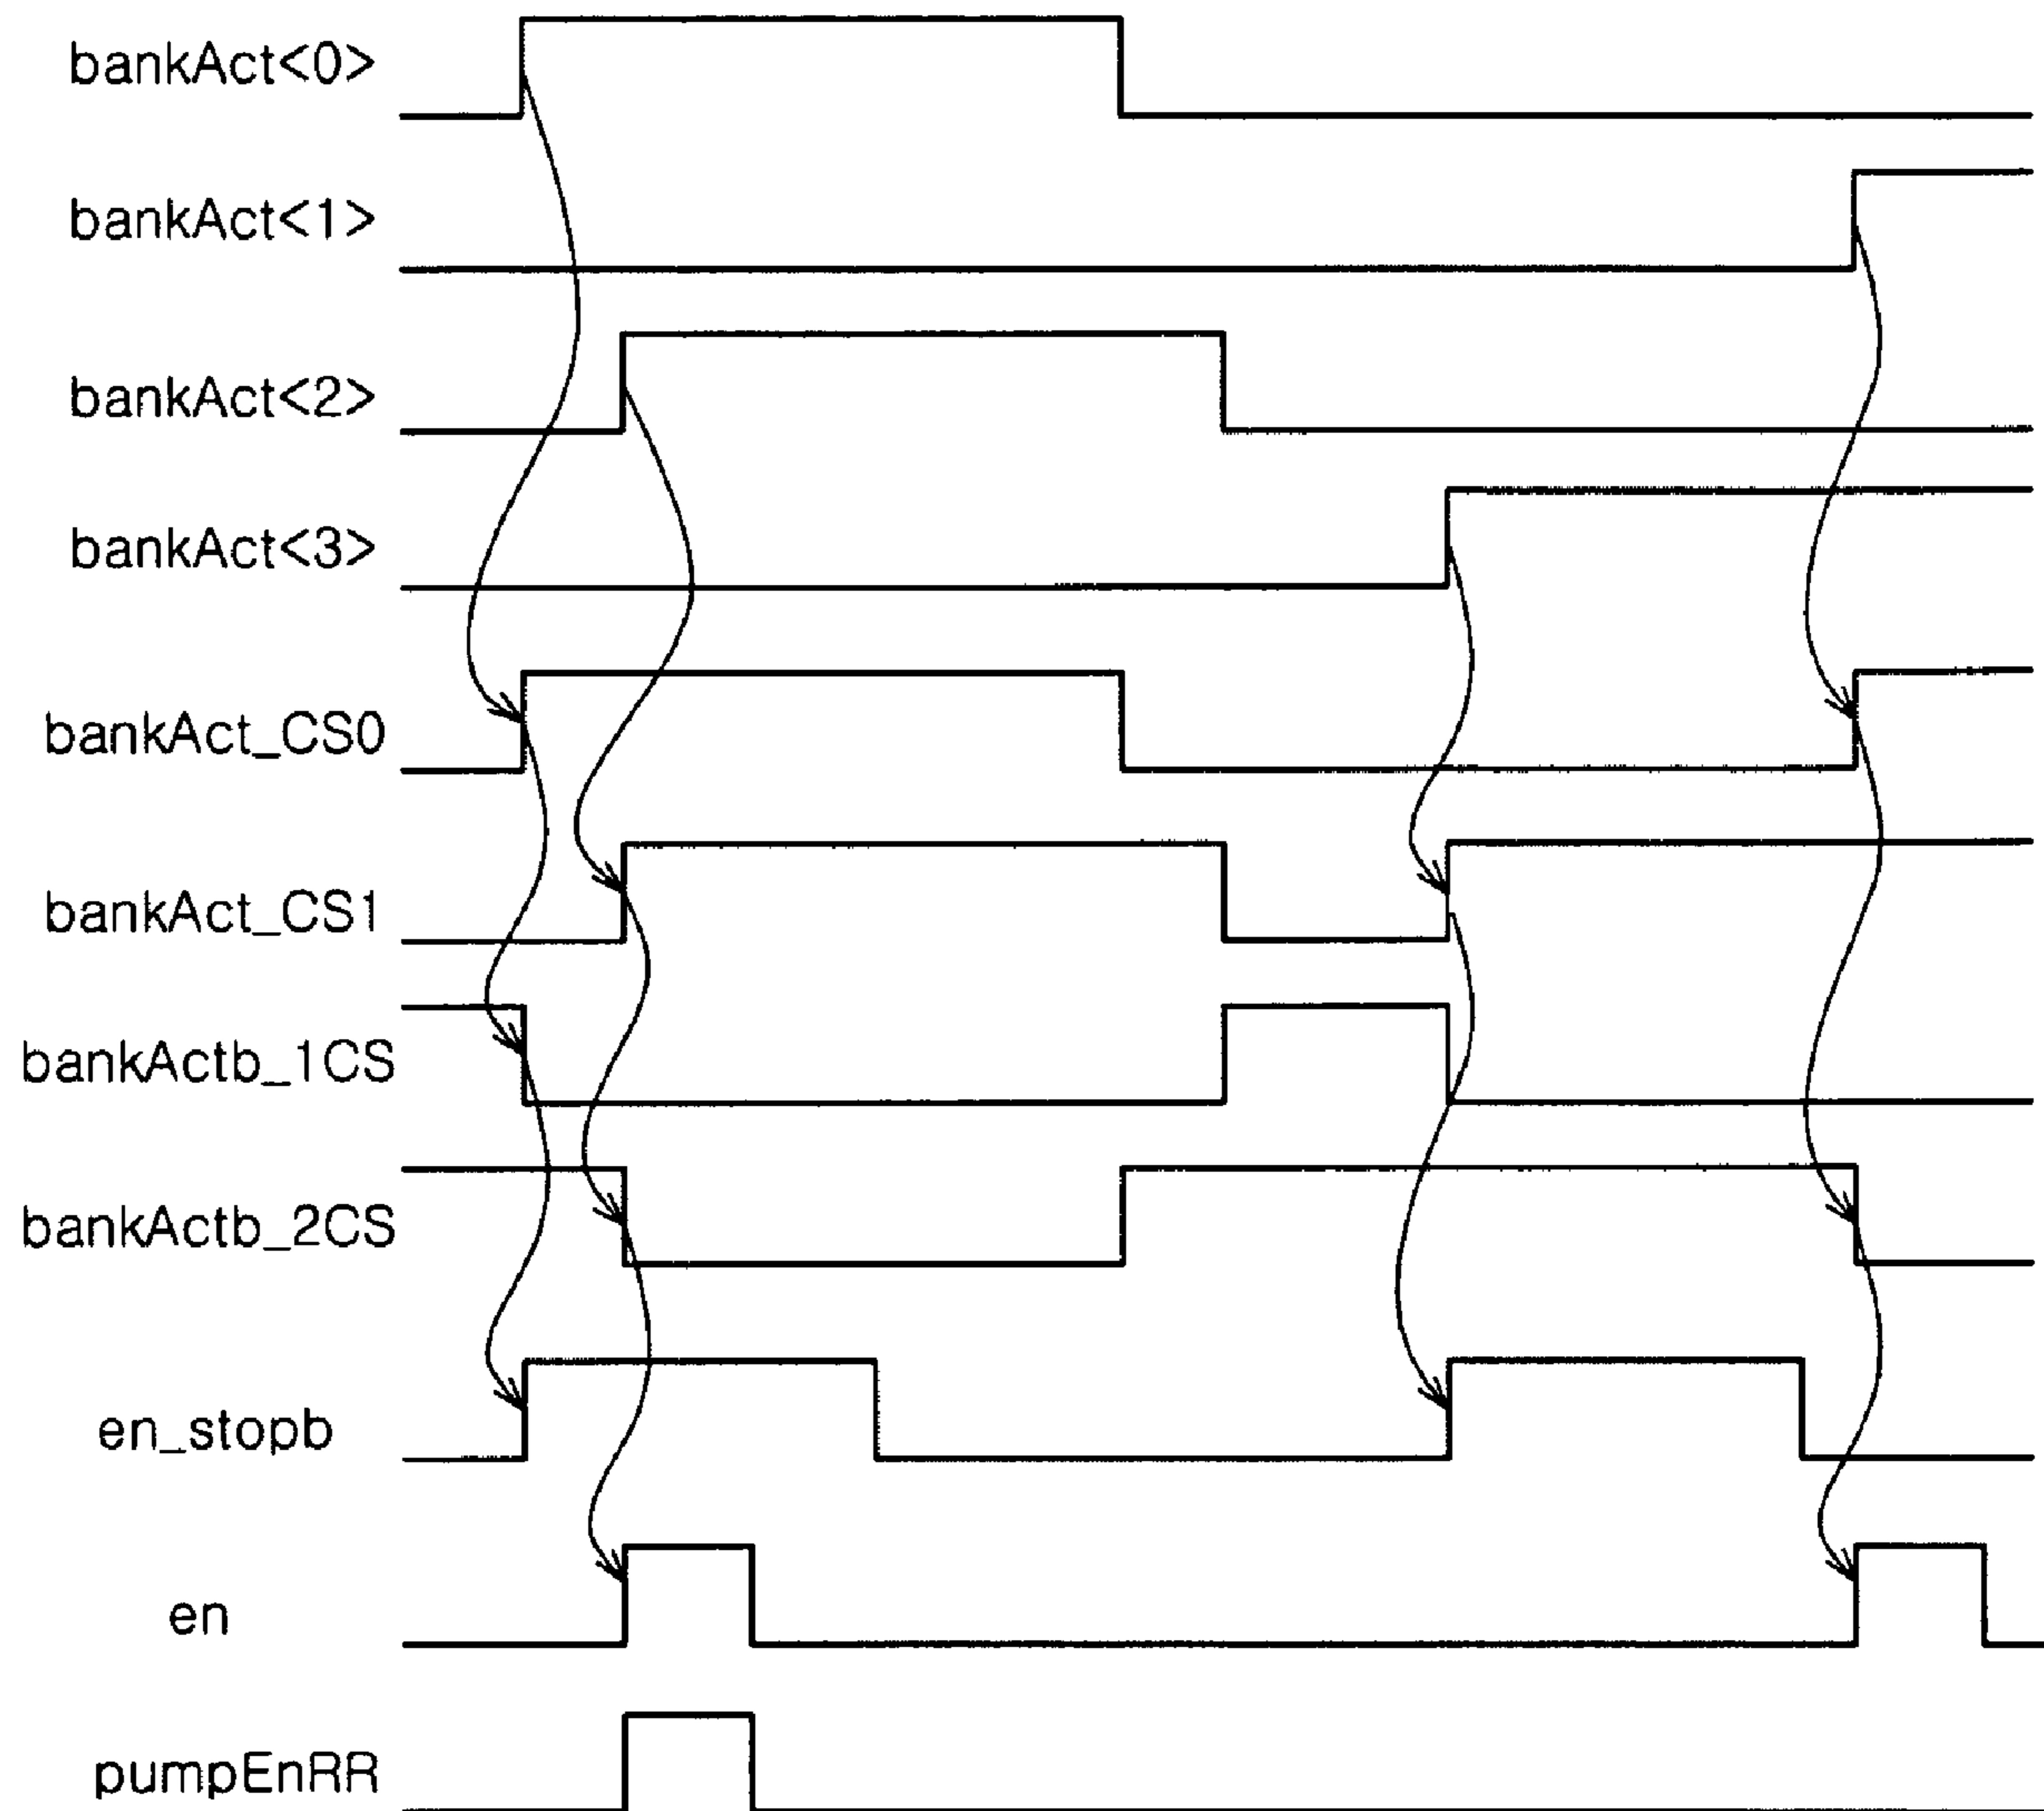 bankAct<0>
bankAct<1>
bankAct<2>
bankAct<3>
bankAct_CS0
bankAct_CS1
bankActb_1CS
bankActb_2CS
en_stopb
en
pumpEnRR